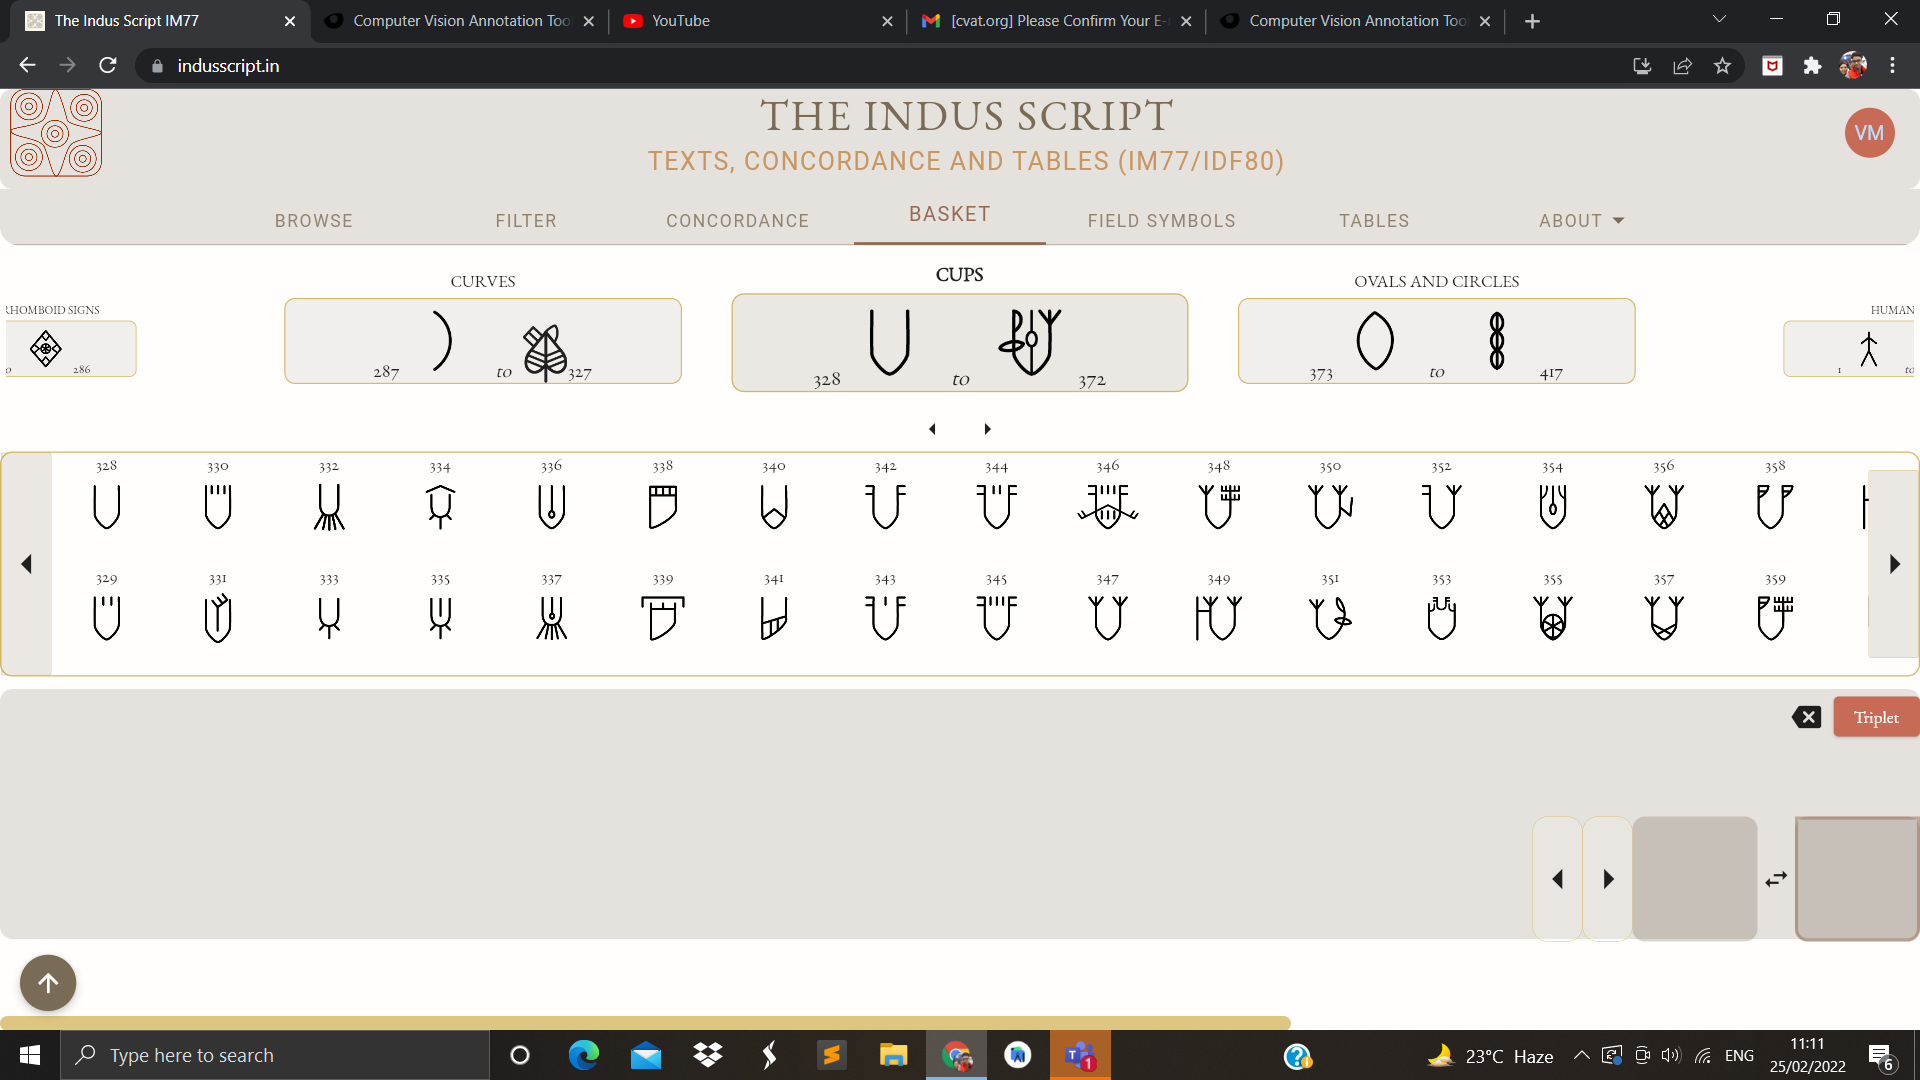 The Indus Script IM77
Computer Vision Annotation Too
YouTube
[cvat.org] Please Confirm Your E-
Computer Vision Annotation Too
indusscript.in
THE INDUS SCRIPT
TEXTS, CONCORDANCE AND TABLES (IM77/IDF80)
VM
BROWSE FILTER CONCORDANCE BASKET FIELD SYMBOLS TABLES ABOUT
RHOMBOID SIGNS CURVES CUPS OVALS AND CIRCLES HUMAN
286 287 to 327 328 to 372 373 to 417 1 to
328 330 332 334 336 338 340 342 344 346 348 350 352 354 356 358
329 331 333 335 337 339 341 343 345 347 349 351 353 355 357 359
Triplet
Type here to search
1
23°C Haze
ENG
11:11
25/02/2022
6